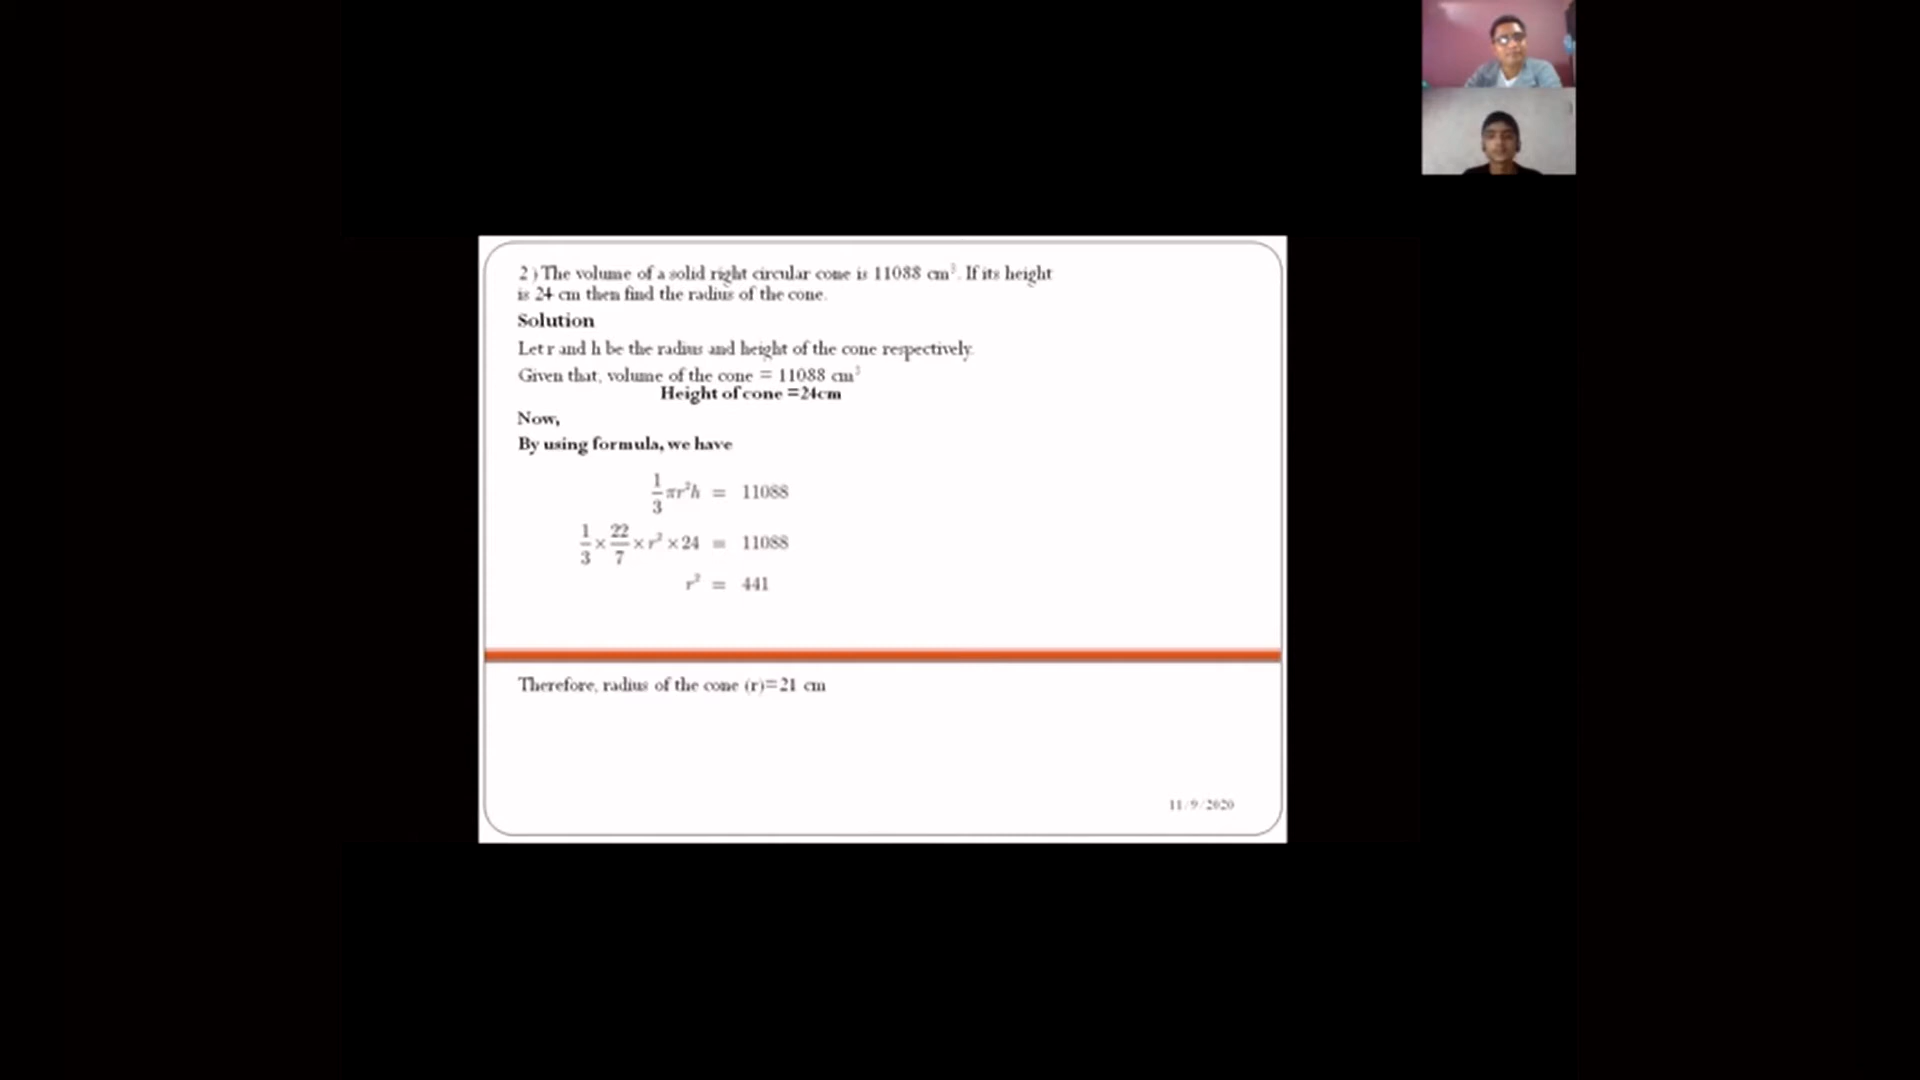 2 ) The volume of a solid right circular cone is 11088 cm³. If its height
is 24 cm then find the radius of the cone.
Solution
Let r and h be the radius and height of the cone respectively.
Given that, volume of the cone = 11088 cm³
Height of cone =24cm
Now,
By using formula, we have
1/3 πr²h = 11088
1/3 × 22/7 × r² × 24 = 11088
r² = 441
Therefore, radius of the cone (r)=21 cm
11/9/2020